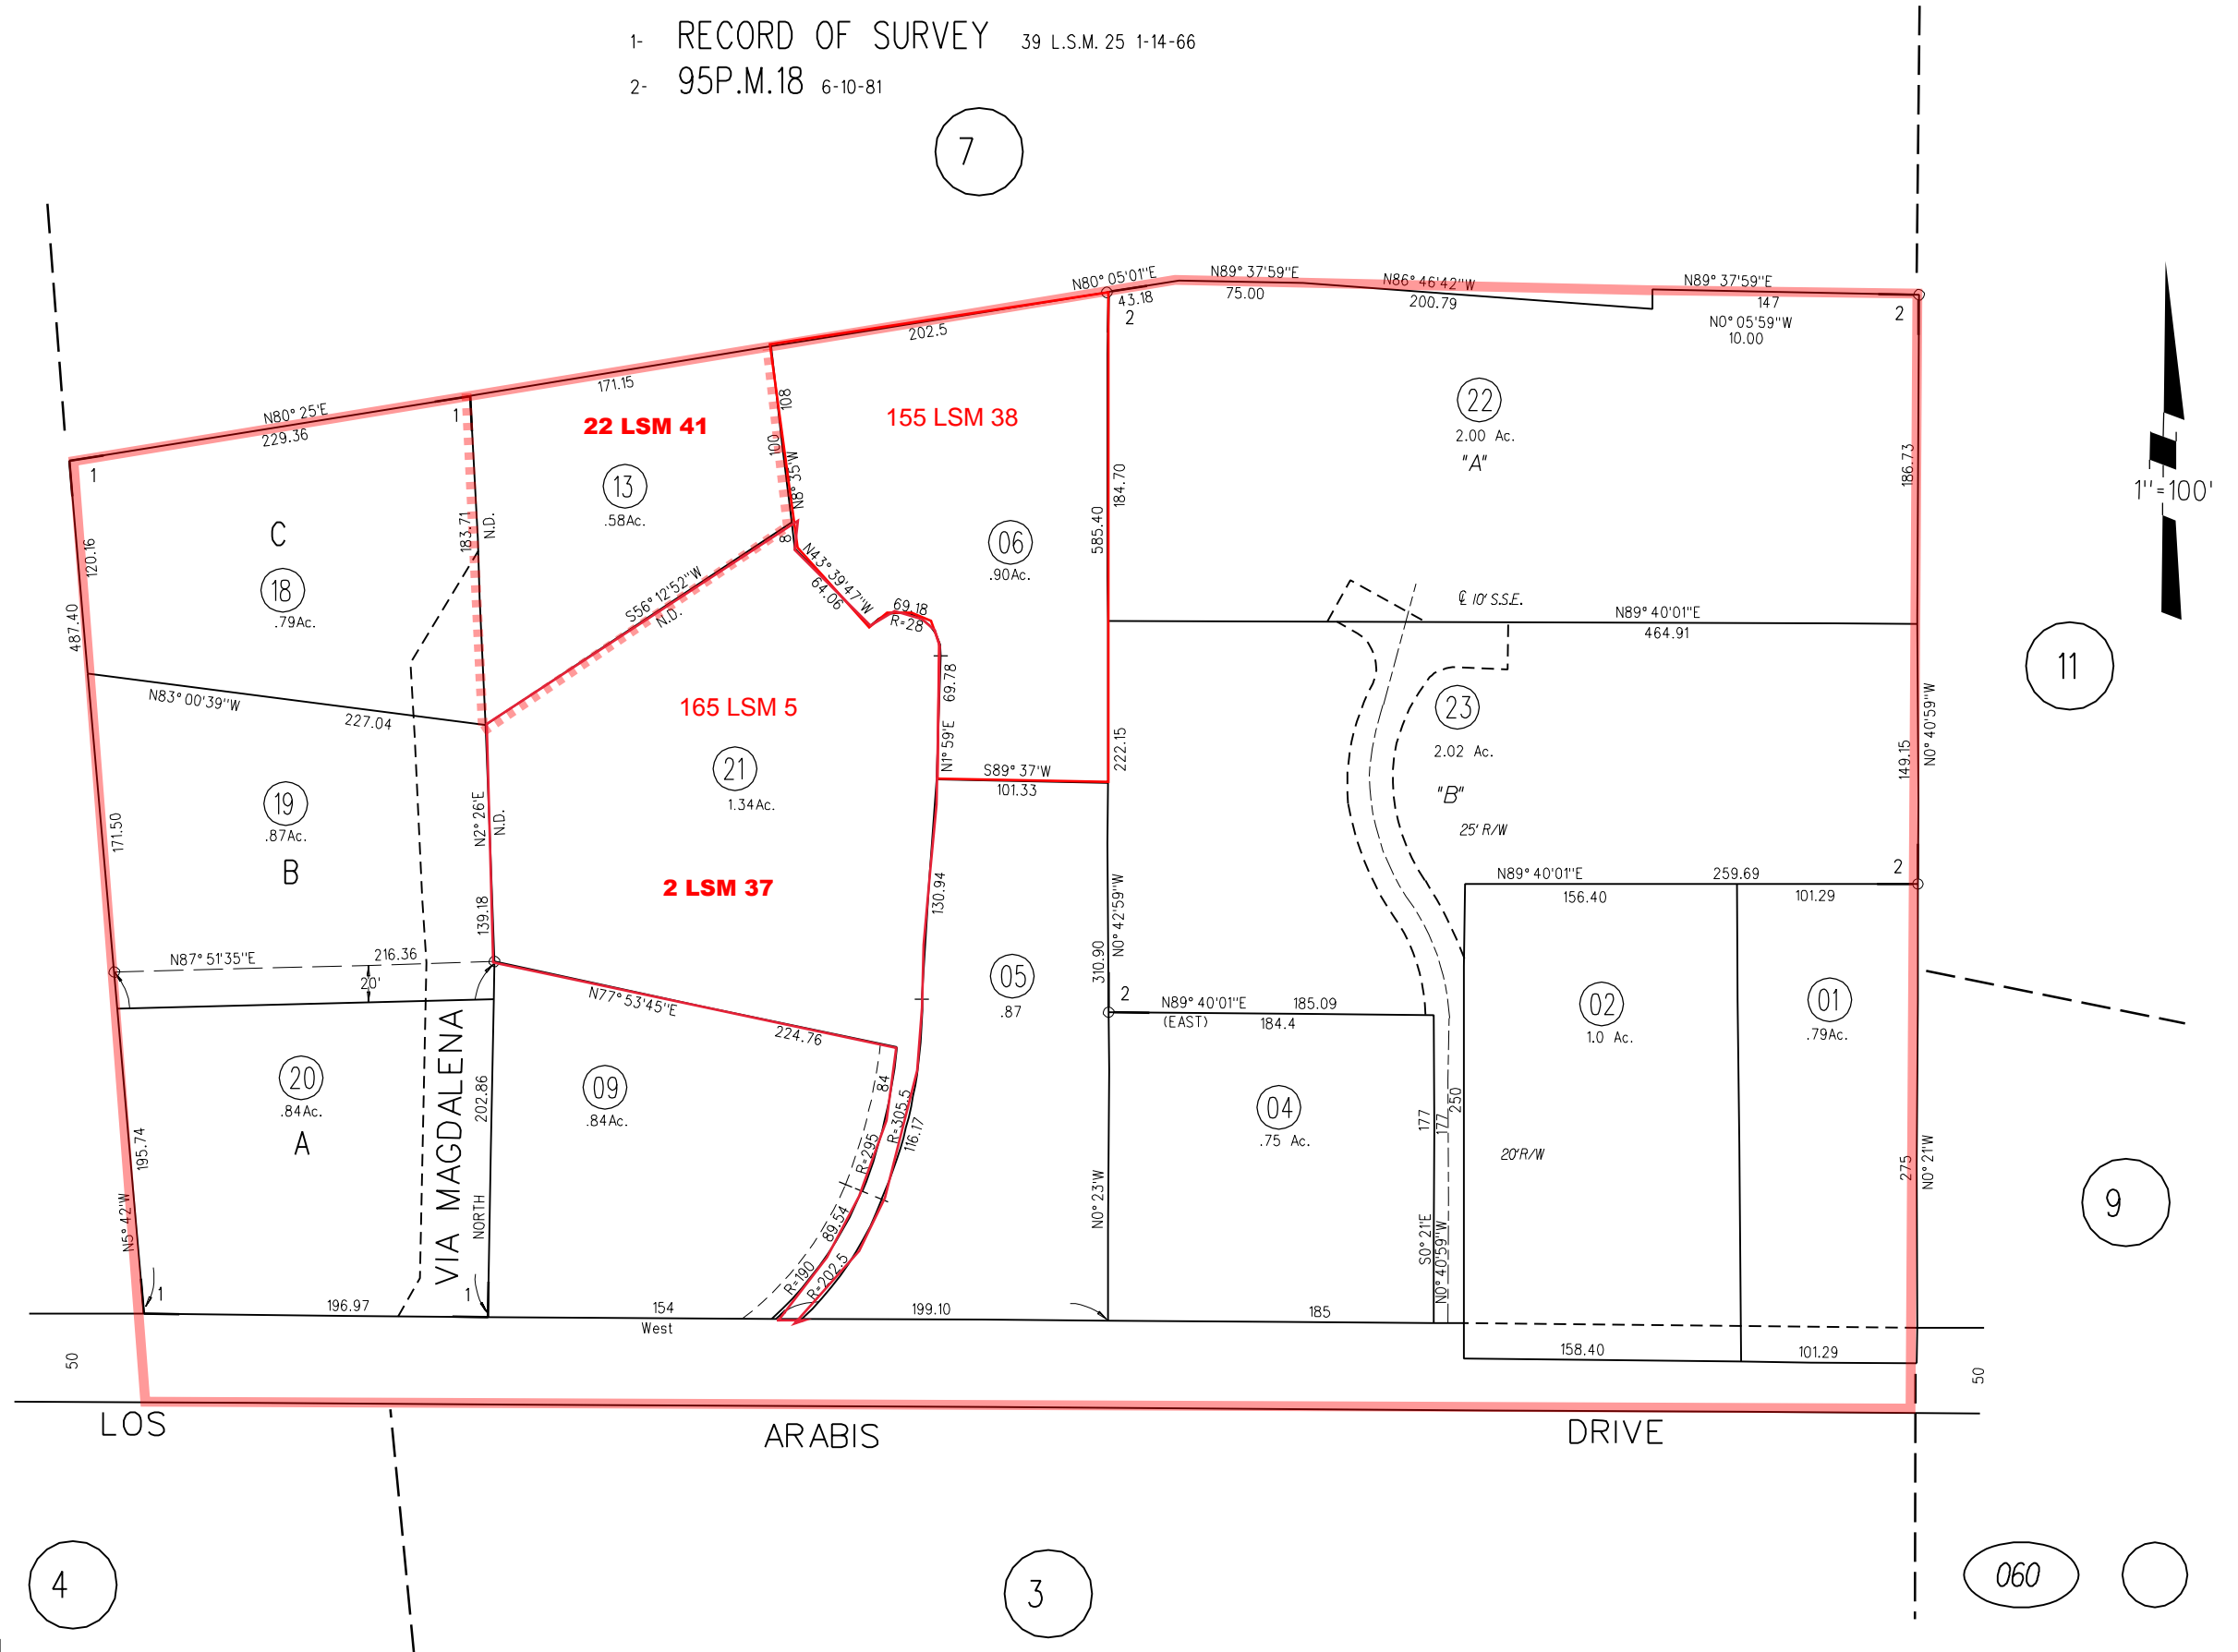 1- RECORD OF SURVEY 39 L.S.M. 25 1-14-66
2- 95P.M.18 6-10-81
7
N80° 05'01"E
43.18
2
N89° 37'59"E
75.00
N86° 46'42"W
200.79
N89° 37'59"E
147
2
N0° 05'59"W
10.00
202.5
171.15
N80° 25'E
229.36
1
1
22 LSM 41
155 LSM 38
108
100
N8° 35'W
8
13
.58Ac.
22
2.00 Ac.
"A"
186.73
1"=100'
C
18
.79Ac.
120.16
487.40
183.71
N.D.
06
.90Ac.
184.70
585.40
N43° 39'47"W
64.06
69.18
R=28
S56° 12'52"W
N.D.
℄ 10' S.S.E.
N89° 40'01"E
464.91
11
N83° 00'39"W
227.04
165 LSM 5
69.78
N1° 59'E
23
2.02 Ac.
"B"
25' R/W
222.15
149.15
N0° 40'59"W
21
1.34Ac.
S89° 37'W
101.33
19
.87Ac.
B
171.50
N2° 26'E
N.D.
139.18
2 LSM 37
130.94
N0° 42'59"W
310.90
N89° 40'01"E
259.69
2
156.40
101.29
N87° 51'35"E
216.36
20'
N77° 53'45"E
224.76
05
.87
2
N89° 40'01"E
185.09
(EAST)
184.4
02
1.0 Ac.
01
.79Ac.
20
.84Ac.
A
195.74
N5° 42'W
VIA MAGDALENA
202.86
NORTH
09
.84Ac.
84
R=295
R=305.5
116.17
89.54
R=190
R=202.5
N0° 23'W
04
.75 Ac.
177
177
250
S0° 21'E
N0° 40'59"W
20'R/W
275
N0° 21'W
9
1
196.97
1
154
West
199.10
185
158.40
101.29
50
50
LOS ARABIS DRIVE
4
3
060